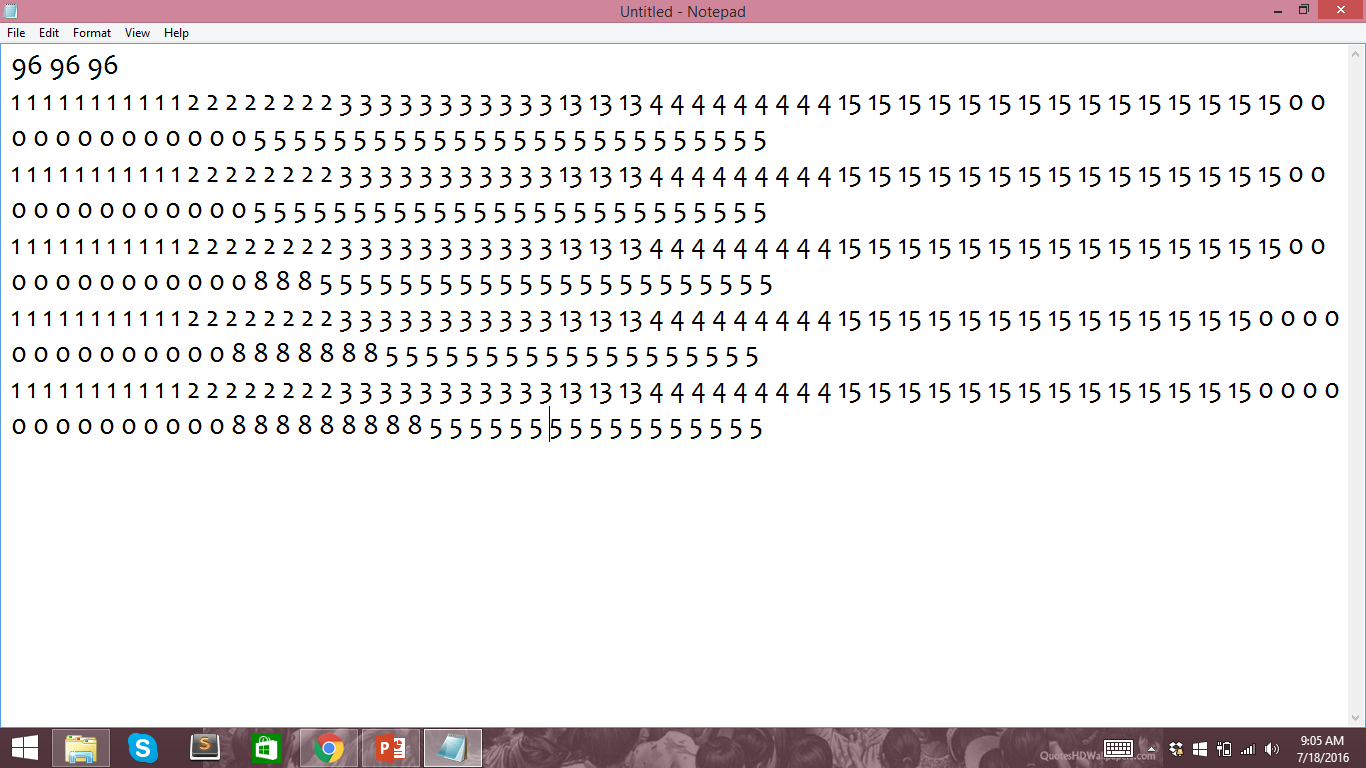 Untitled - Notepad
File Edit Format View Help
96 96 96
1 1 1 1 1 1 1 1 1 1 1 2 2 2 2 2 2 2 2 3 3 3 3 3 3 3 3 3 3 3 13 13 13 4 4 4 4 4 4 4 4 4 15 15 15 15 15 15 15 15 15 15 15 15 15 15 15 0 0
0 0 0 0 0 0 0 0 0 0 0 5 5 5 5 5 5 5 5 5 5 5 5 5 5 5 5 5 5 5 5 5 5 5 5 5 5
1 1 1 1 1 1 1 1 1 1 1 2 2 2 2 2 2 2 2 3 3 3 3 3 3 3 3 3 3 3 13 13 13 4 4 4 4 4 4 4 4 4 15 15 15 15 15 15 15 15 15 15 15 15 15 15 15 0 0
0 0 0 0 0 0 0 0 0 0 0 5 5 5 5 5 5 5 5 5 5 5 5 5 5 5 5 5 5 5 5 5 5 5 5 5 5
1 1 1 1 1 1 1 1 1 1 1 2 2 2 2 2 2 2 2 3 3 3 3 3 3 3 3 3 3 3 13 13 13 4 4 4 4 4 4 4 4 4 15 15 15 15 15 15 15 15 15 15 15 15 15 15 15 0 0
0 0 0 0 0 0 0 0 0 0 0 8 8 8 5 5 5 5 5 5 5 5 5 5 5 5 5 5 5 5 5 5 5 5 5 5 5
1 1 1 1 1 1 1 1 1 1 1 2 2 2 2 2 2 2 2 3 3 3 3 3 3 3 3 3 3 3 13 13 13 4 4 4 4 4 4 4 4 4 15 15 15 15 15 15 15 15 15 15 15 15 15 15 0 0 0 0
0 0 0 0 0 0 0 0 0 0 8 8 8 8 8 8 8 5 5 5 5 5 5 5 5 5 5 5 5 5 5 5 5 5 5 5
1 1 1 1 1 1 1 1 1 1 1 2 2 2 2 2 2 2 2 3 3 3 3 3 3 3 3 3 3 3 13 13 13 4 4 4 4 4 4 4 4 4 15 15 15 15 15 15 15 15 15 15 15 15 15 15 0 0 0 0
0 0 0 0 0 0 0 0 0 0 8 8 8 8 8 8 8 8 8 5 5 5 5 5 5 5 5 5 5 5 5 5 5 5 5 5
QuotesHDWallpapers.com
9:05 AM
7/18/2016